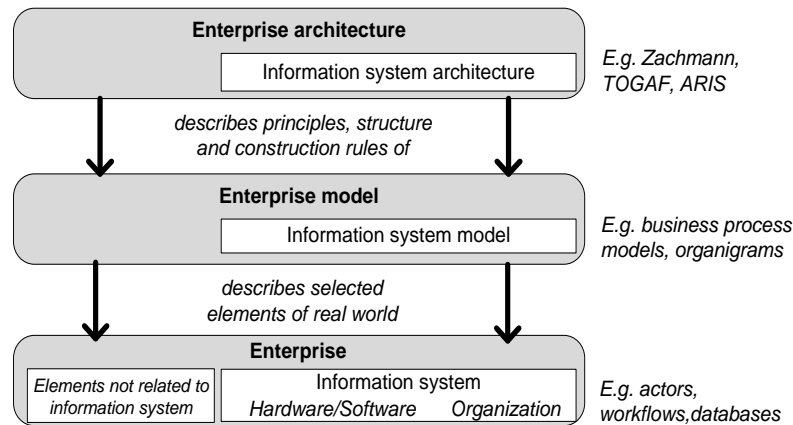 Enterprise architecture
Information system architecture
E.g. Zachmann,
TOGAF, ARIS
describes principles, structure
and construction rules of
Enterprise model
Information system model
E.g. business process
models, organigrams
describes selected
elements of real world
Enterprise
Elements not related to
information system
Information system
Hardware/Software Organization
E.g. actors,
workflows,databases